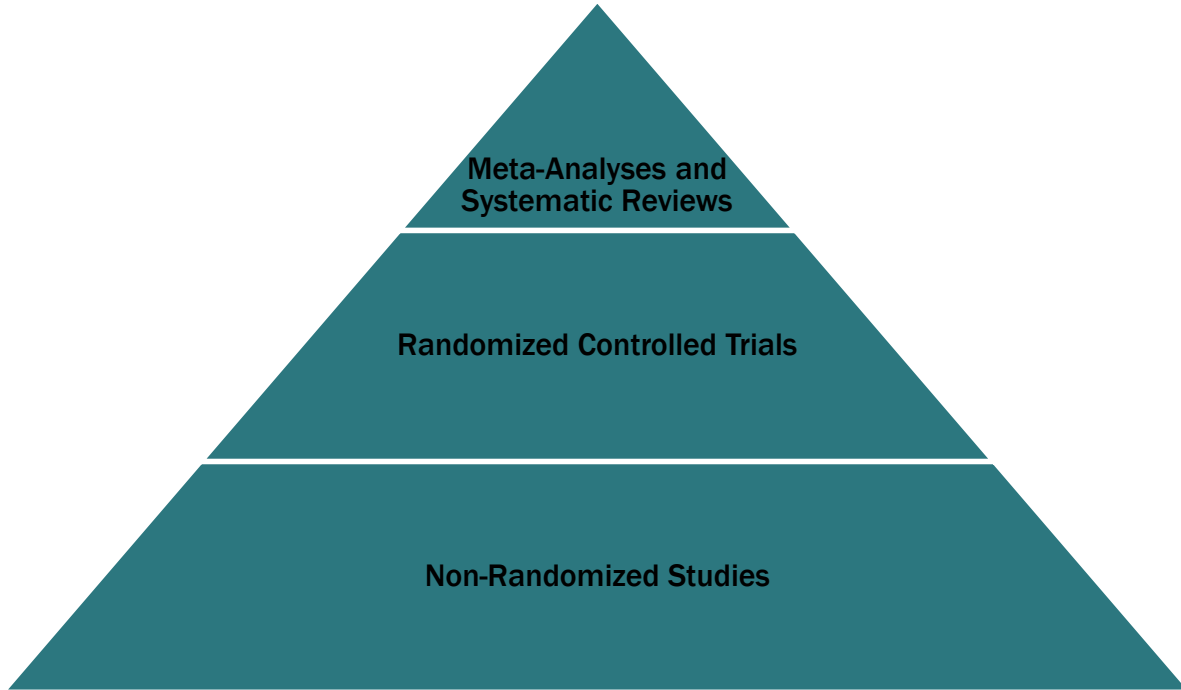 Meta-Analyses and
Systematic Reviews
Randomized Controlled Trials
Non-Randomized Studies